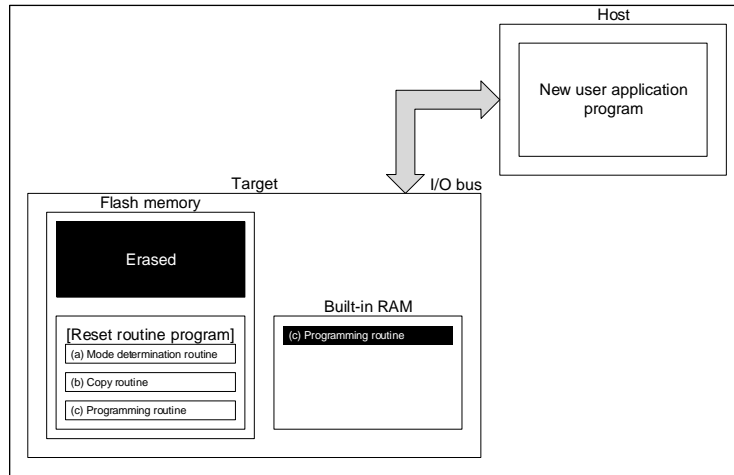 Host
New user application
program
Target
I/O bus
Flash memory
Erased
Built-in RAM
[Reset routine program]
(a) Mode determination routine
(b) Copy routine
(c) Programming routine
(c) Programming routine